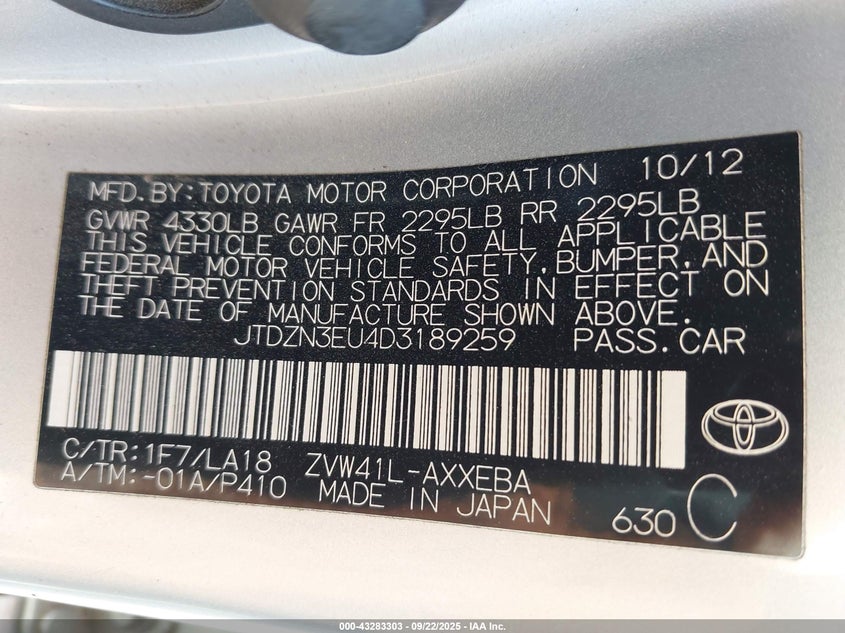 MFD. BY: TOYOTA MOTOR CORPORATION 10/12
GVWR 4330LB GAWR FR 2295LB RR 2295LB
THIS VEHICLE CONFORMS TO ALL APPLICABLE
FEDERAL MOTOR VEHICLE SAFETY, BUMPER, AND
THEFT PREVENTION STANDARDS IN EFFECT ON
THE DATE OF MANUFACTURE SHOWN ABOVE.
JTDZN3EU4D3189259 PASS. CAR
C/TR: 1F7/LA18 ZVW41L-AXXEBA
A/TM: -01A/P410 MADE IN JAPAN 630 C
000-43283303 - 09/22/2025 - IAA Inc.